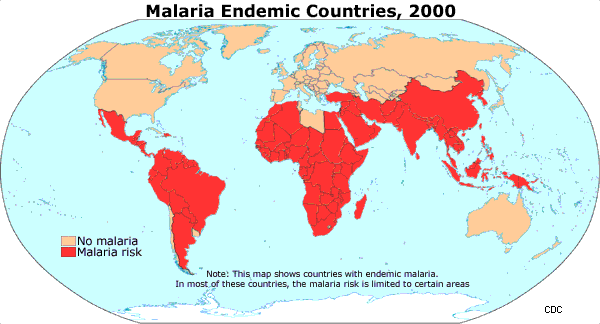 Malaria Endemic Countries, 2000
No malaria
Malaria risk
Note: This map shows countries with endemic malaria.
In most of these countries, the malaria risk is limited to certain areas
CDC